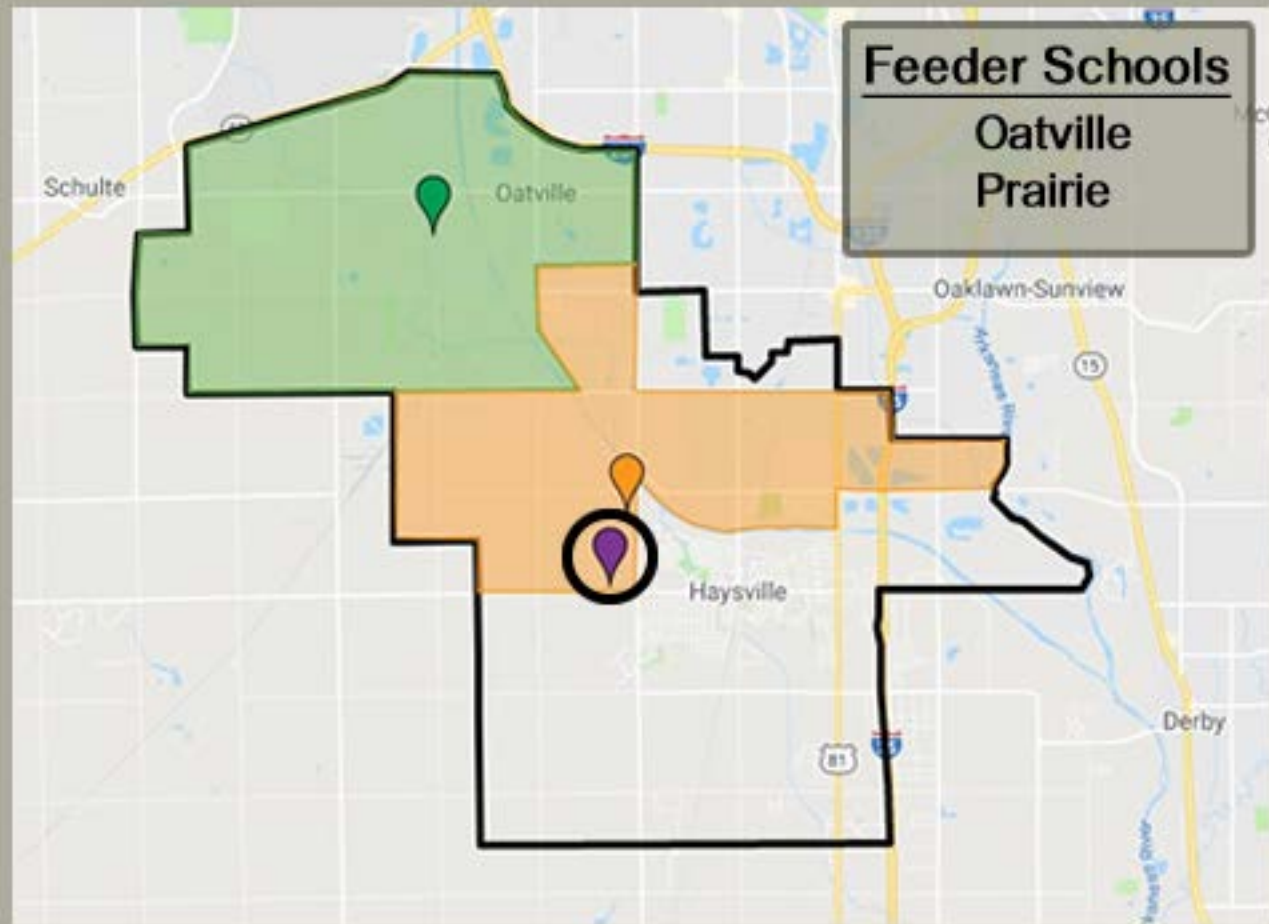 Feeder Schools
Oatville
Prairie
Schulte
Oatville
Oaklawn-Sunview
15
Haysville
Derby
81